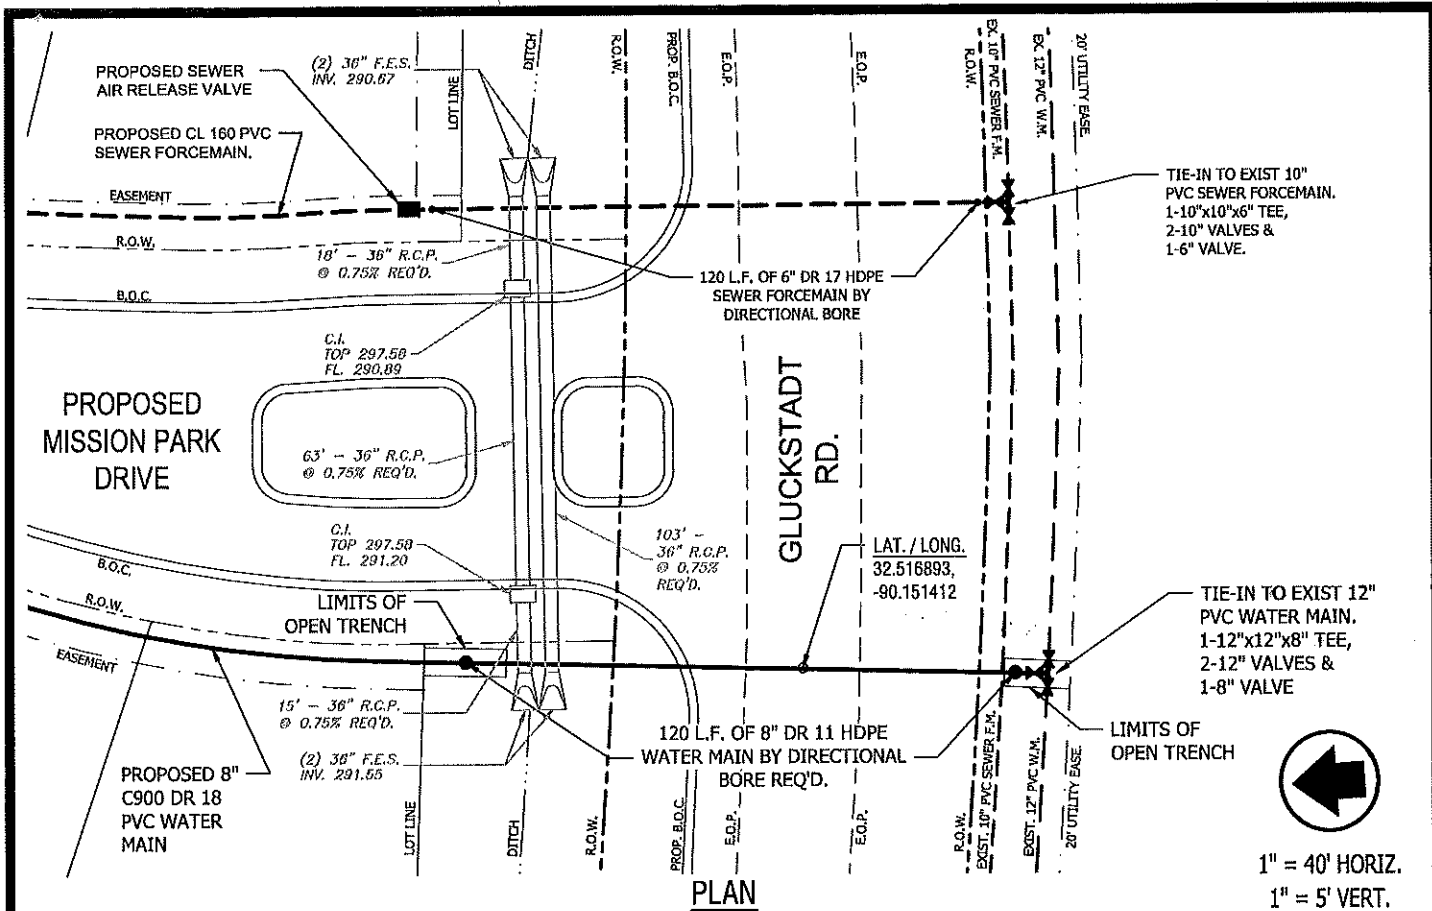 PROPOSED SEWER
AIR RELEASE VALVE
(2) 36" F.E.S.
INV. 290.67
DITCH
R.O.W.
PROP. B.O.C.
E.O.P.
E.O.P.
R.O.W.
EX. 10" PVC SEWER F.M.
EX. 12" PVC W.M.
20' UTILITY EASE.
LOT LINE
PROPOSED CL 160 PVC
SEWER FORCEMAIN.
EASEMENT
R.O.W.
B.O.C.
TIE-IN TO EXIST 10"
PVC SEWER FORCEMAIN.
1-10"x10"x6" TEE,
2-10" VALVES &
1-6" VALVE.
18' - 36" R.C.P.
@ 0.75% REQ'D.
120 L.F. OF 6" DR 17 HDPE
SEWER FORCEMAIN BY
DIRECTIONAL BORE
C.I.
TOP 297.58
FL. 290.89
PROPOSED
MISSION PARK
DRIVE
63' - 36" R.C.P.
@ 0.75% REQ'D.
GLUCKSTADT
RD.
C.I.
TOP 297.58
FL. 291.20
103' -
36" R.C.P.
@ 0.75%
REQ'D.
LAT. / LONG.
32.516893,
-90.151412
B.O.C.
R.O.W.
EASEMENT
LIMITS OF
OPEN TRENCH
TIE-IN TO EXIST 12"
PVC WATER MAIN.
1-12"x12"x8" TEE,
2-12" VALVES &
1-8" VALVE
15' - 36" R.C.P.
@ 0.75% REQ'D.
120 L.F. OF 8" DR 11 HDPE
WATER MAIN BY DIRECTIONAL
BORE REQ'D.
LIMITS OF
OPEN TRENCH
(2) 36" F.E.S.
INV. 291.55
PROPOSED 8"
C900 DR 18
PVC WATER
MAIN
LOT LINE
DITCH
R.O.W.
PROP. B.O.C.
E.O.P.
E.O.P.
R.O.W.
EXIST. 10" PVC SEWER F.M.
EXIST. 12" PVC W.M.
20' UTILITY EASE.
PLAN
1" = 40' HORIZ.
1" = 5' VERT.